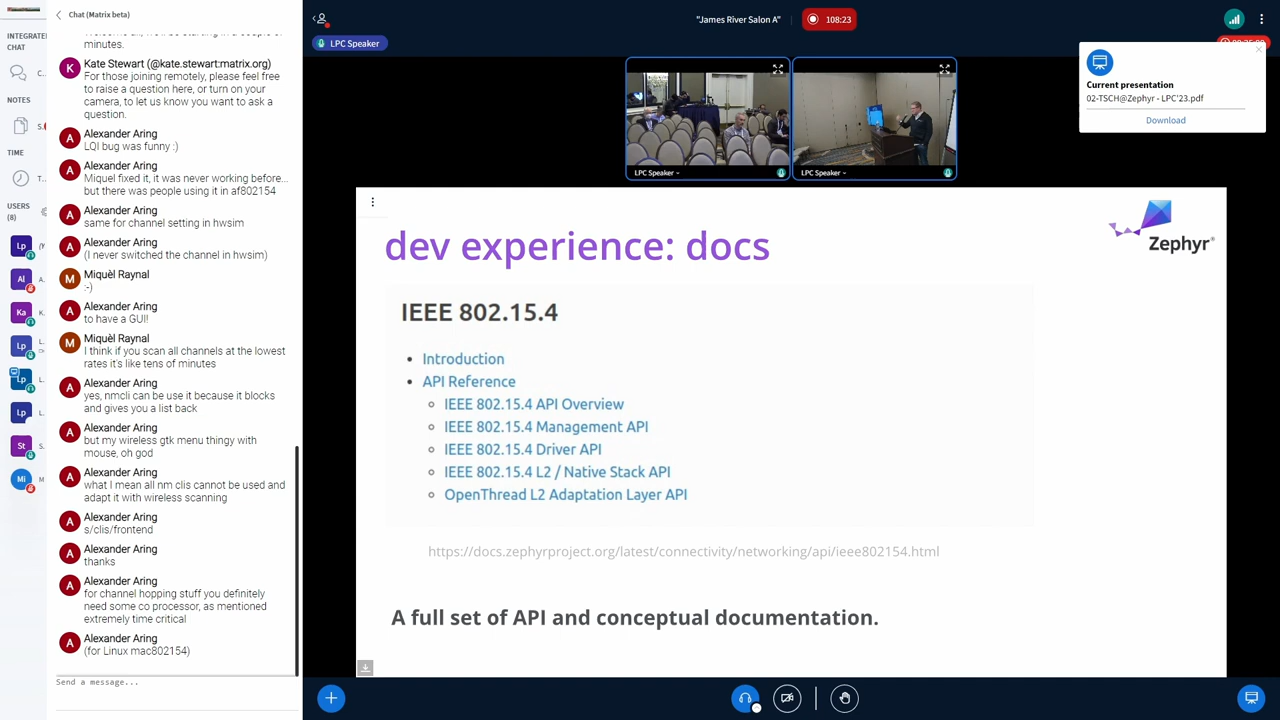 INTEGRATE
CHAT
C..
NOTES
S.
TIME
T..
USERS
(8)
Lp
Al
Ka
Lp
Lp
Lp
St
Mi
Chat (Matrix beta)
minutes.
Kate Stewart (@kate.stewart:matrix.org)
For those joining remotely, please feel free
to raise a question here, or turn on your
camera, to let us know you want to ask a
question.
Alexander Aring
LQI bug was funny :)
Alexander Aring
Miquel fixed it, it was never working before...
but there was people using it in af802154
Alexander Aring
same for channel setting in hwsim
Alexander Aring
(I never switched the channel in hwsim)
Miquèl Raynal
:-)
Alexander Aring
to have a GUI!
Miquèl Raynal
I think if you scan all channels at the lowest
rates it's like tens of minutes
Alexander Aring
yes, nmcli can be use it because it blocks
and gives you a list back
Alexander Aring
but my wireless gtk menu thingy with
mouse, oh god
Alexander Aring
what I mean all nm clis cannot be used and
adapt it with wireless scanning
Alexander Aring
s/clis/frontend
Alexander Aring
thanks
Alexander Aring
for channel hopping stuff you definitely
need some co processor, as mentioned
extremely time critical
Alexander Aring
(for Linux mac802154)
Send a message...
"James River Salon A"
108:23
LPC Speaker
LPC Speaker
LPC Speaker
Current presentation
02-TSCH@Zephyr - LPC'23.pdf
Download
Zephyr
dev experience: docs
IEEE 802.15.4
• Introduction
• API Reference
IEEE 802.15.4 API Overview
IEEE 802.15.4 Management API
IEEE 802.15.4 Driver API
IEEE 802.15.4 L2 / Native Stack API
OpenThread L2 Adaptation Layer API
https://docs.zephyrproject.org/latest/connectivity/networking/api/ieee802154.html
A full set of API and conceptual documentation.